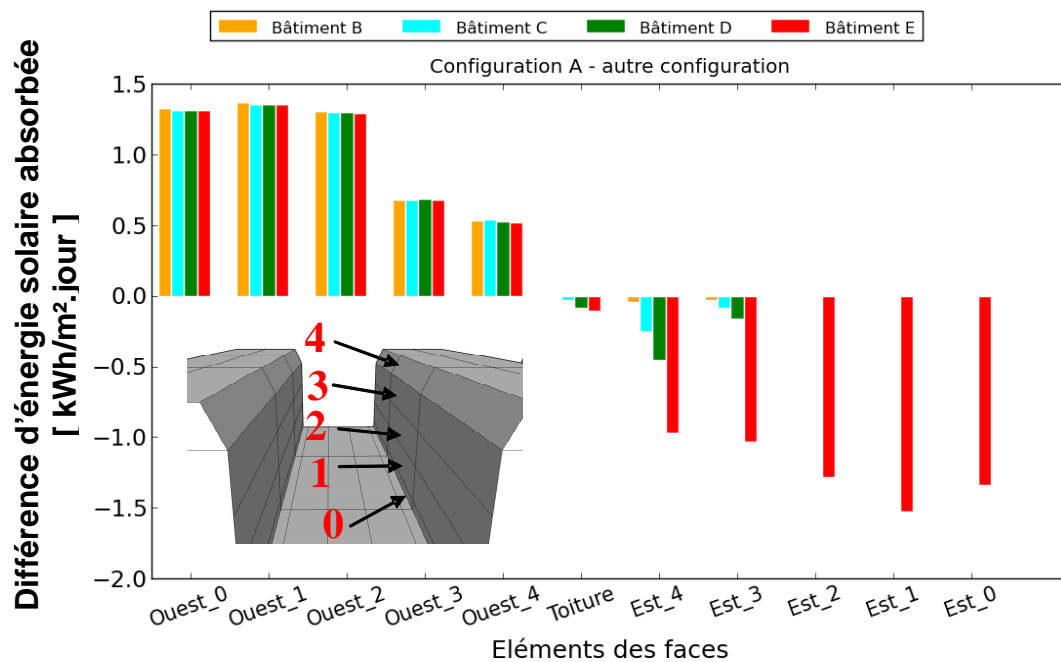 Bâtiment B Bâtiment C Bâtiment D Bâtiment E
Configuration A - autre configuration
Différence d'énergie solaire absorbée
[ kWh/m².jour ]
1.5
1.0
0.5
0.0
−0.5
−1.0
−1.5
−2.0
4
3
2
1
0
Ouest_0 Ouest_1 Ouest_2 Ouest_3 Ouest_4 Toiture Est_4 Est_3 Est_2 Est_1 Est_0
Eléments des faces